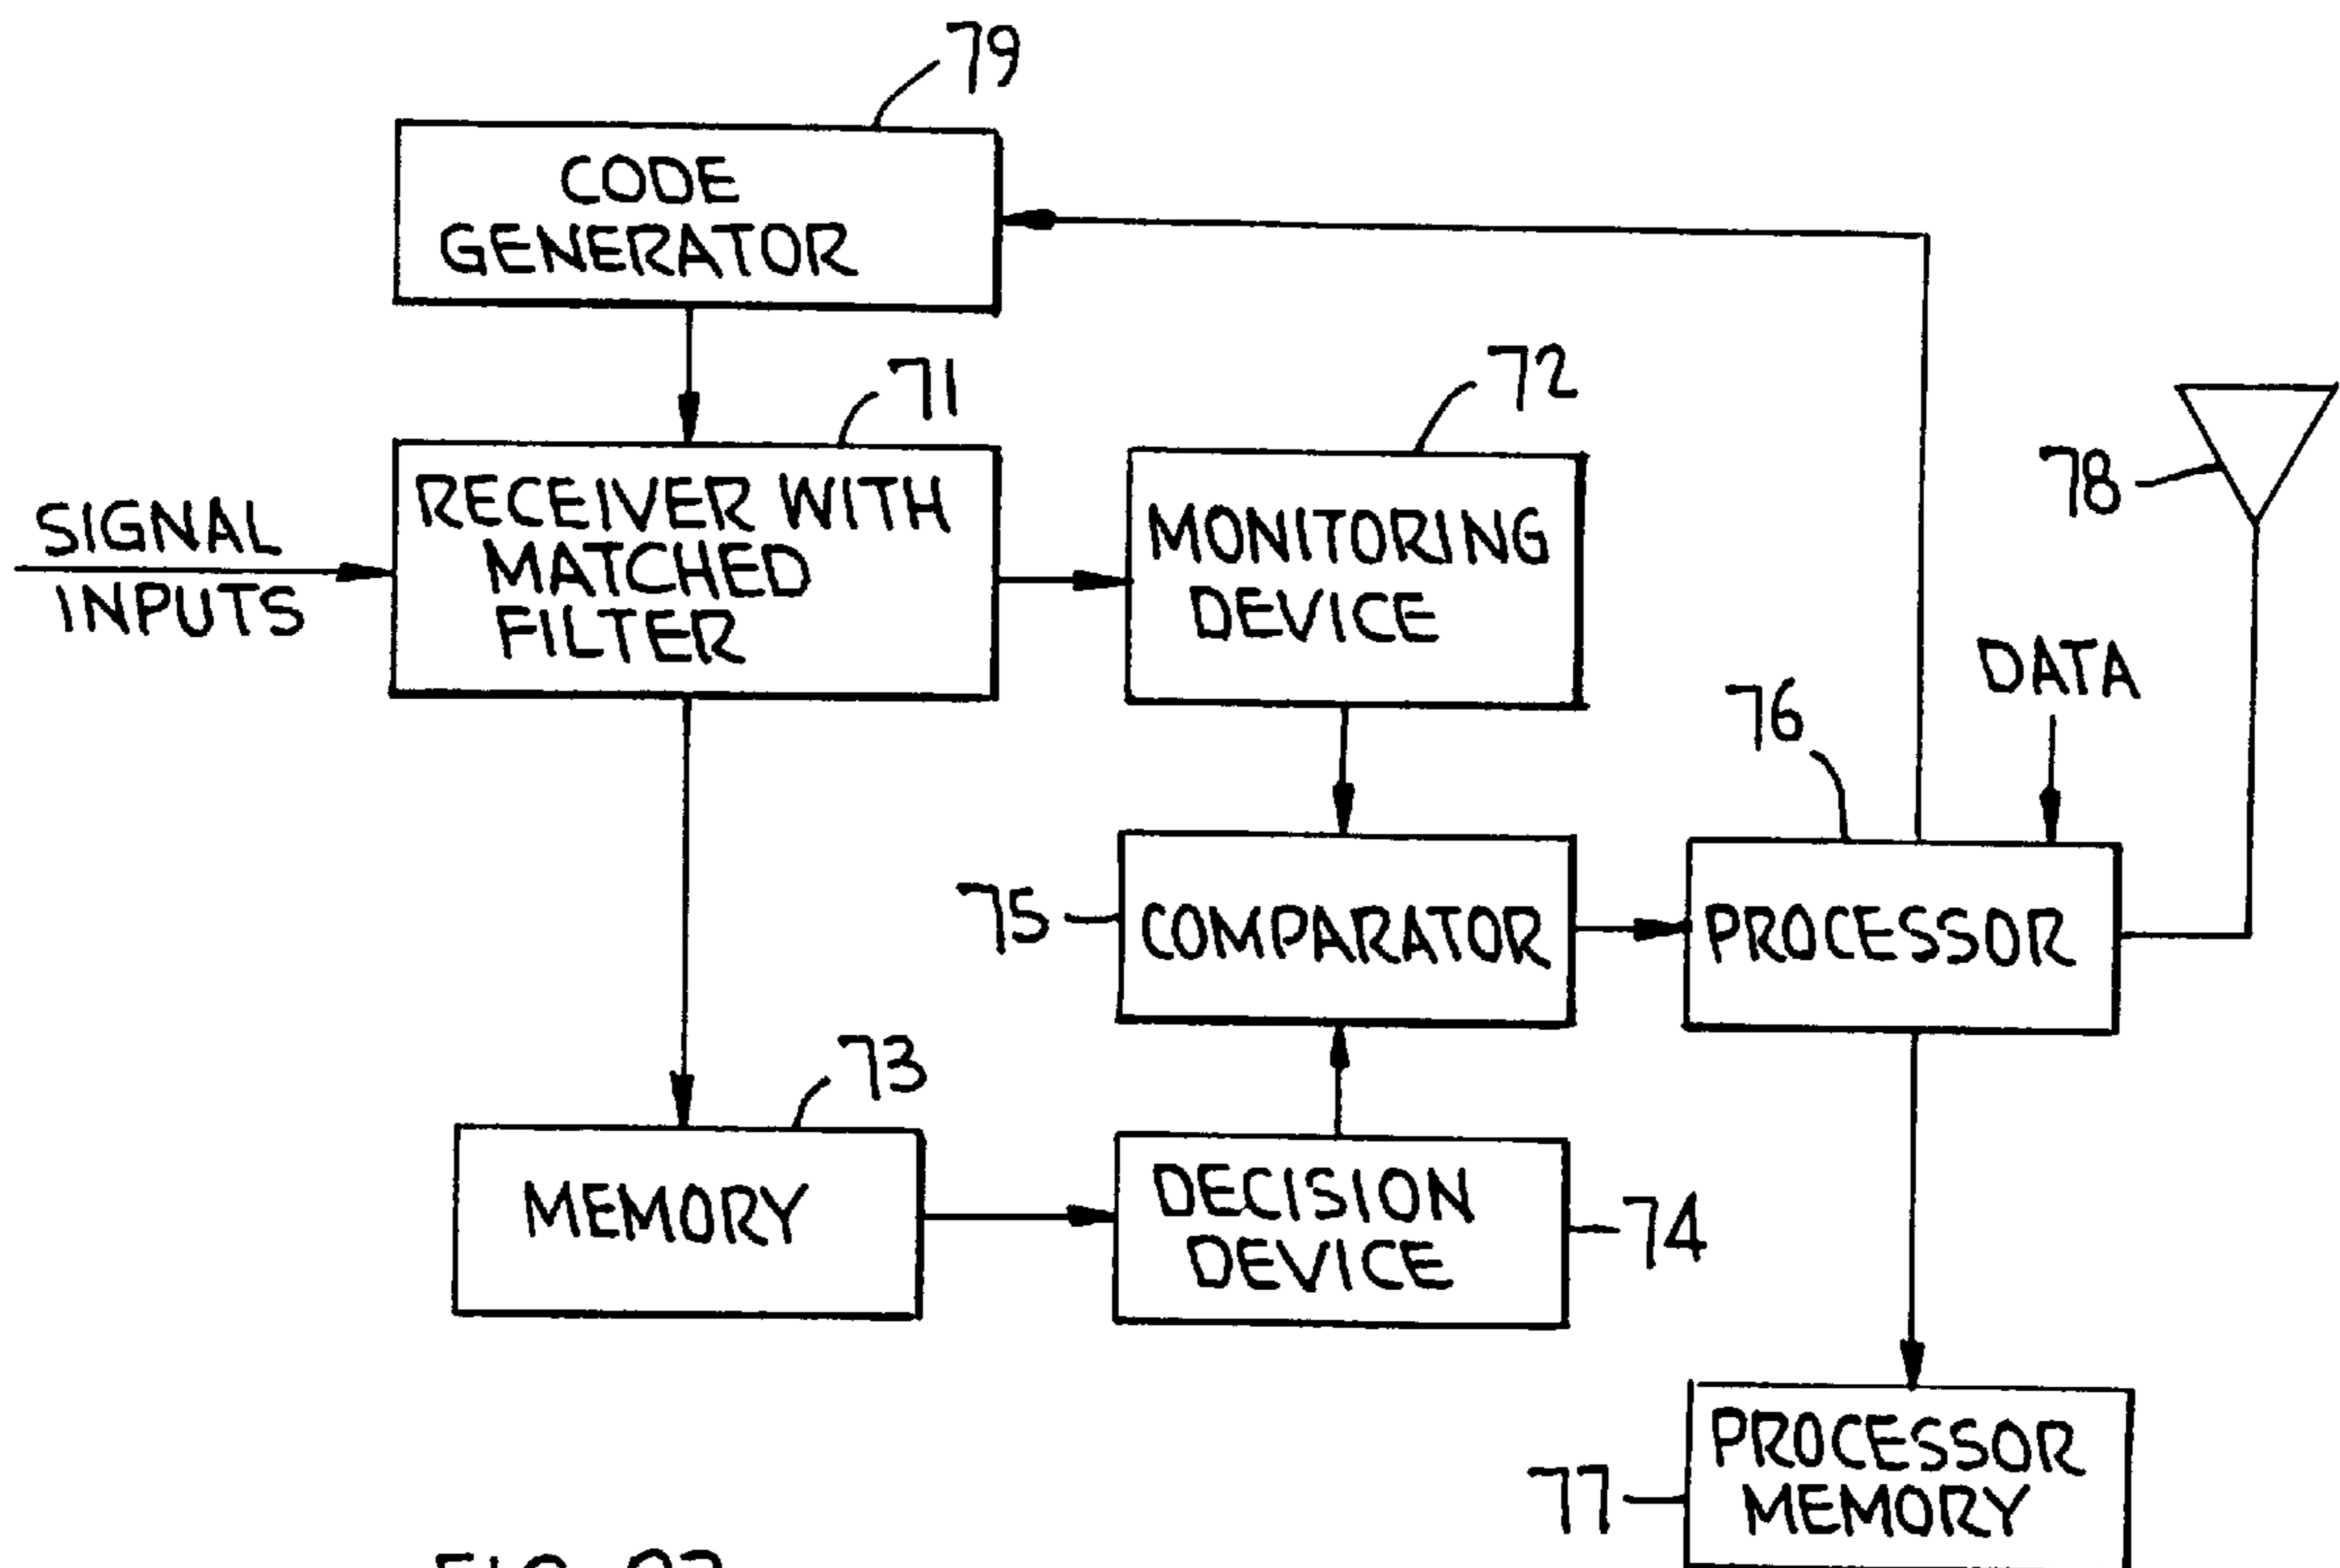 79
CODE
GENERATOR
71
72
SIGNAL
INPUTS
RECEIVER WITH
MATCHED
FILTER
MONITORING
DEVICE
78
DATA
76
75
COMPARATOR
PROCESSOR
73
MEMORY
DECISION
DEVICE
74
77
PROCESSOR
MEMORY